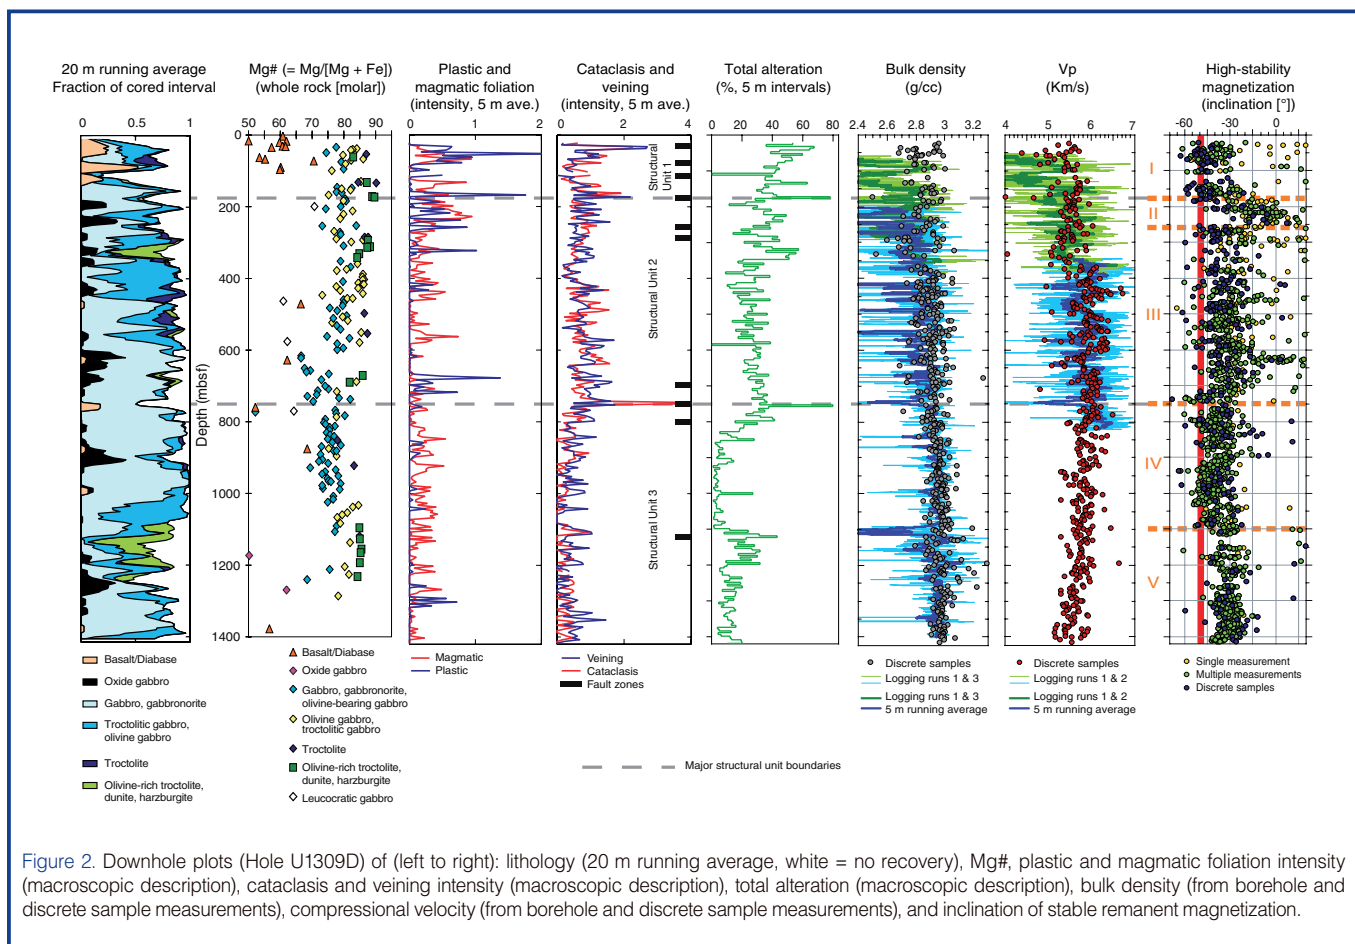 20 m running average
Fraction of cored interval
0 0.5 1
Mg# (= Mg/[Mg + Fe])
(whole rock [molar])
50 60 70 80 90
Plastic and
magmatic foliation
(intensity, 5 m ave.)
0 1 2
Cataclasis and
veining
(intensity, 5 m ave.)
0 2 4
Total alteration
(%, 5 m intervals)
0 20 40 60 80
Bulk density
(g/cc)
2.4 2.6 2.8 3 3.2
Vp
(Km/s)
4 5 6 7
High-stability
magnetization
(inclination [°])
-60 -30 0
Depth (mbsf)
0
200
400
600
800
1000
1200
1400
Structural
Unit 1
Structural Unit 2
Structural Unit 3
I
II
III
IV
V
Basalt/Diabase
Oxide gabbro
Gabbro, gabbronorite
Troctolitic gabbro,
olivine gabbro
Troctolite
Olivine-rich troctolite,
dunite, harzburgite
Basalt/Diabase
Oxide gabbro
Gabbro, gabbronorite,
olivine-bearing gabbro
Olivine gabbro,
troctolitic gabbro
Troctolite
Olivine-rich troctolite,
dunite, harzburgite
Leucocratic gabbro
Magmatic
Plastic
Veining
Cataclasis
Fault zones
Discrete samples
Logging runs 1 & 3
Logging runs 1 & 3
5 m running average
Discrete samples
Logging runs 1 & 2
Logging runs 1 & 2
5 m running average
Single measurement
Multiple measurements
Discrete samples
Major structural unit boundaries
Figure 2. Downhole plots (Hole U1309D) of (left to right): lithology (20 m running average, white = no recovery), Mg#, plastic and magmatic foliation intensity
(macroscopic description), cataclasis and veining intensity (macroscopic description), total alteration (macroscopic description), bulk density (from borehole and
discrete sample measurements), compressional velocity (from borehole and discrete sample measurements), and inclination of stable remanent magnetization.